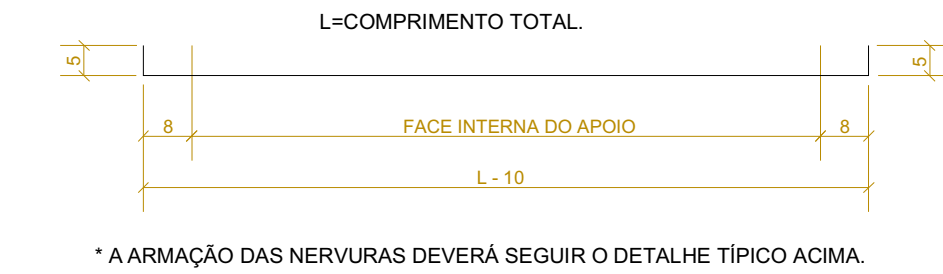 L=COMPRIMENTO TOTAL.
5
5
8 FACE INTERNA DO APOIO 8
L - 10
* A ARMAÇÃO DAS NERVURAS DEVERÁ SEGUIR O DETALHE TÍPICO ACIMA.